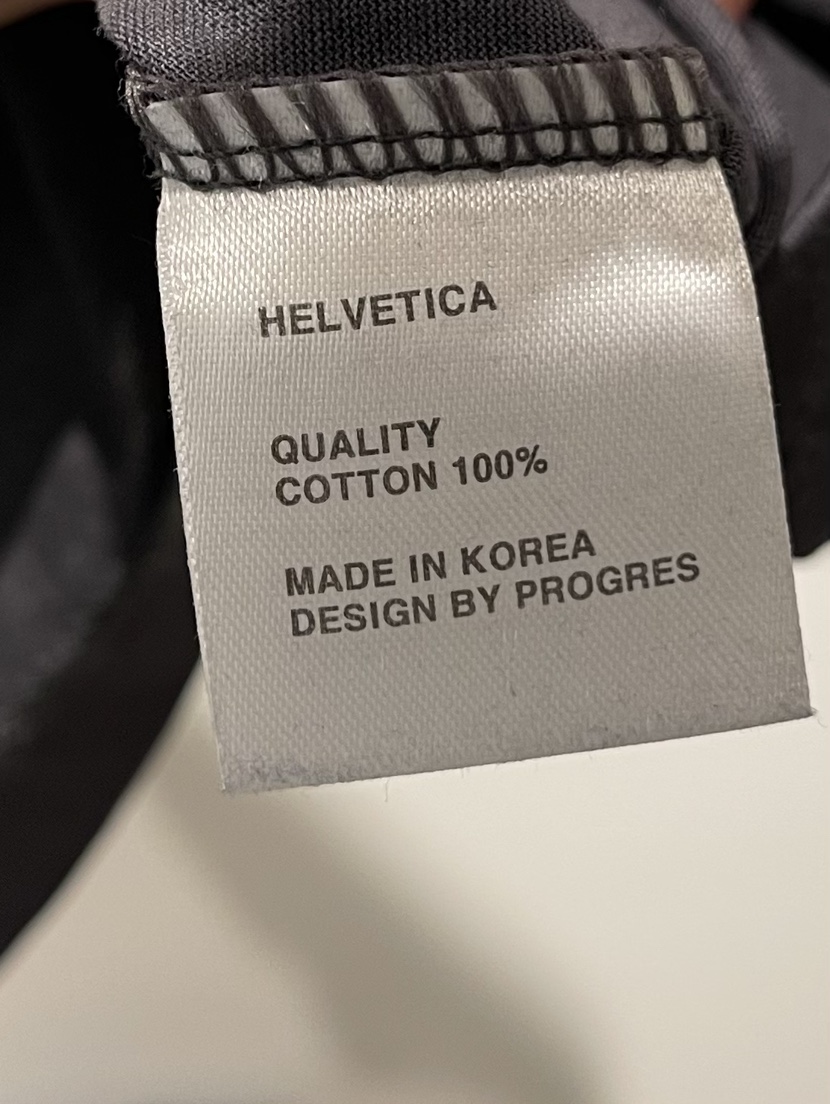 HELVETICA
QUALITY
COTTON 100%
MADE IN KOREA
DESIGN BY PROGRES